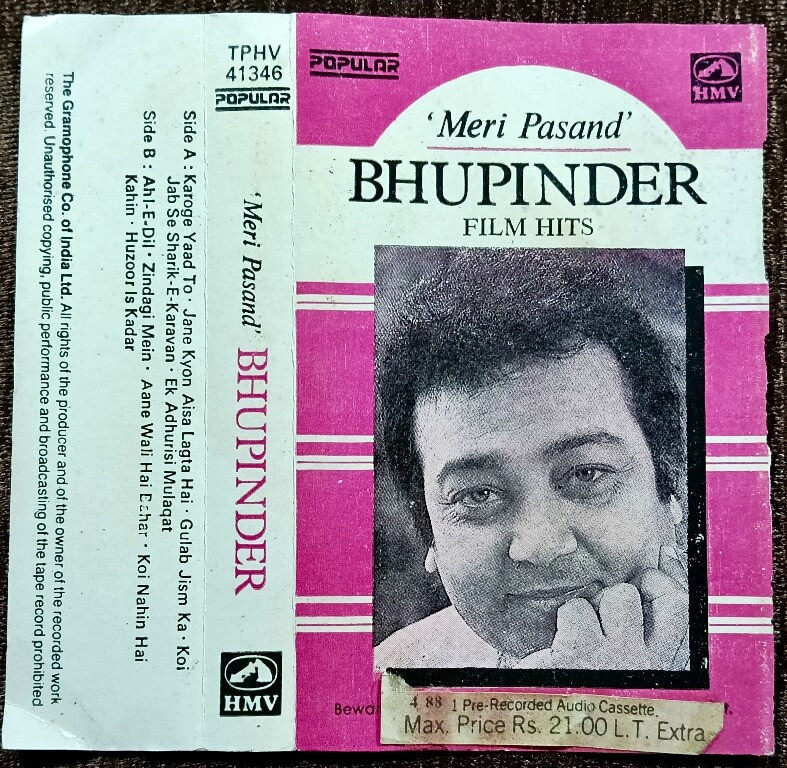 The Gramophone Co. of India Ltd. All rights of the producer and of the owner of the recorded work
reserved. Unauthorised copying, public performance and broadcasting of the tape record prohibited
Side A : Karoge Yaad To · Jane Kyon Aisa Lagta Hai · Gulab Jism Ka · Koi
Jab Se Sharik-E-Karavan · Ek Adhurisi Mulaqat
Side B : Ahl-E-Dil · Zindagi Mein · Aane Wali Hai Bahar · Koi Nahin Hai
Kahin · Huzoor Is Kadar
TPHV
41346
POPULAR
'Meri Pasand' BHUPINDER
HMV
POPULAR
HMV
'Meri Pasand'
BHUPINDER
FILM HITS
4 88 1 Pre-Recorded Audio Cassette.
Max. Price Rs. 21.00 L.T. Extra